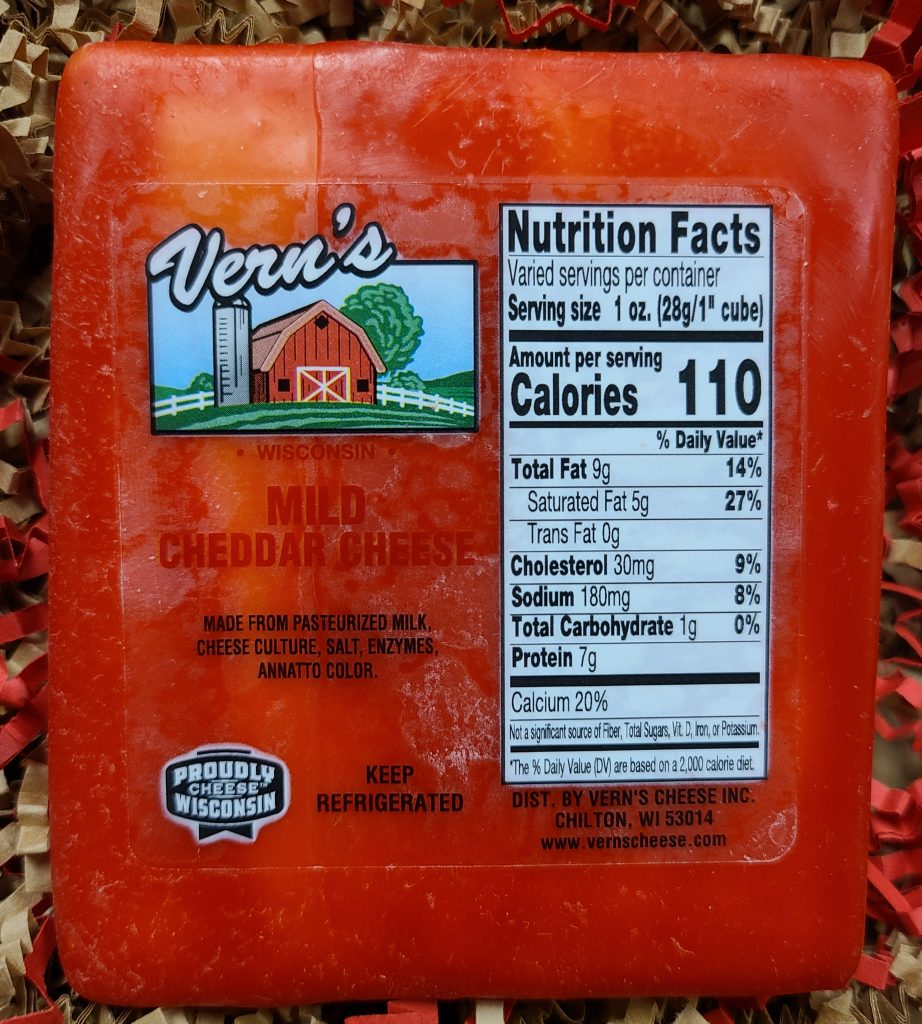 Vern's
• WISCONSIN •
MILD
CHEDDAR CHEESE
MADE FROM PASTEURIZED MILK,
CHEESE CULTURE, SALT, ENZYMES,
ANNATTO COLOR.
PROUDLY
WISCONSIN
CHEESE™
KEEP
REFRIGERATED
Nutrition Facts
Varied servings per container
Serving size 1 oz. (28g/1" cube)
Amount per serving
Calories 110
% Daily Value*
Total Fat 9g 14%
Saturated Fat 5g 27%
Trans Fat 0g
Cholesterol 30mg 9%
Sodium 180mg 8%
Total Carbohydrate 1g 0%
Protein 7g
Calcium 20%
Not a significant source of Fiber, Total Sugars, Vit. D, Iron, or Potassium.
*The % Daily Value (DV) are based on a 2,000 calorie diet.
DIST. BY VERN'S CHEESE INC.
CHILTON, WI 53014
www.vernscheese.com